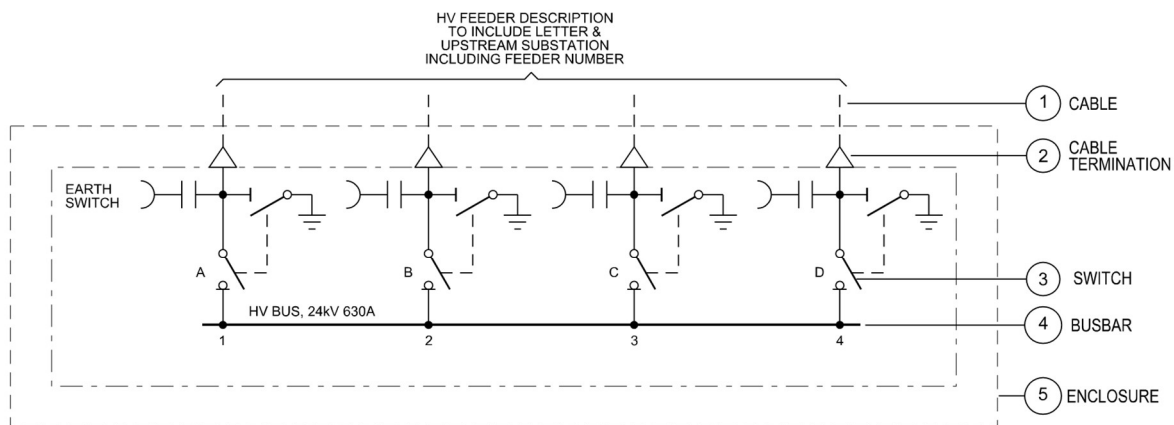 HV FEEDER DESCRIPTION
TO INCLUDE LETTER &
UPSTREAM SUBSTATION
INCLUDING FEEDER NUMBER
1 CABLE
2 CABLE
TERMINATION
EARTH
SWITCH
A
B
C
D
3 SWITCH
HV BUS, 24kV 630A
4 BUSBAR
1
2
3
4
5 ENCLOSURE